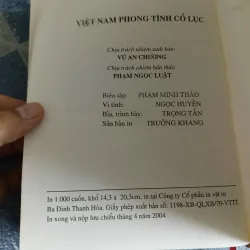 VIỆT NAM PHONG TÌNH CỔ LỤC
Chịu trách nhiệm xuất bản:
VŨ AN CHƯƠNG
Chịu trách nhiệm bản thảo:
PHẠM NGỌC LUẬT
Biên tập: PHẠM MINH THẢO
Vi tính: NGỌC HUYỀN
Bìa, trình bày: TRỌNG TẤN
Sửa bản in TRƯỜNG KHANG
In 1.000 cuốn, khổ 14,3 x 20,3cm, in tại Công ty Cổ phần in vật tư
Ba Đình Thanh Hóa. Giấy phép xuất bản số: 1198-XB-QLXB/70-VTTT.
In xong và nộp lưu chiểu tháng 4 năm 2004